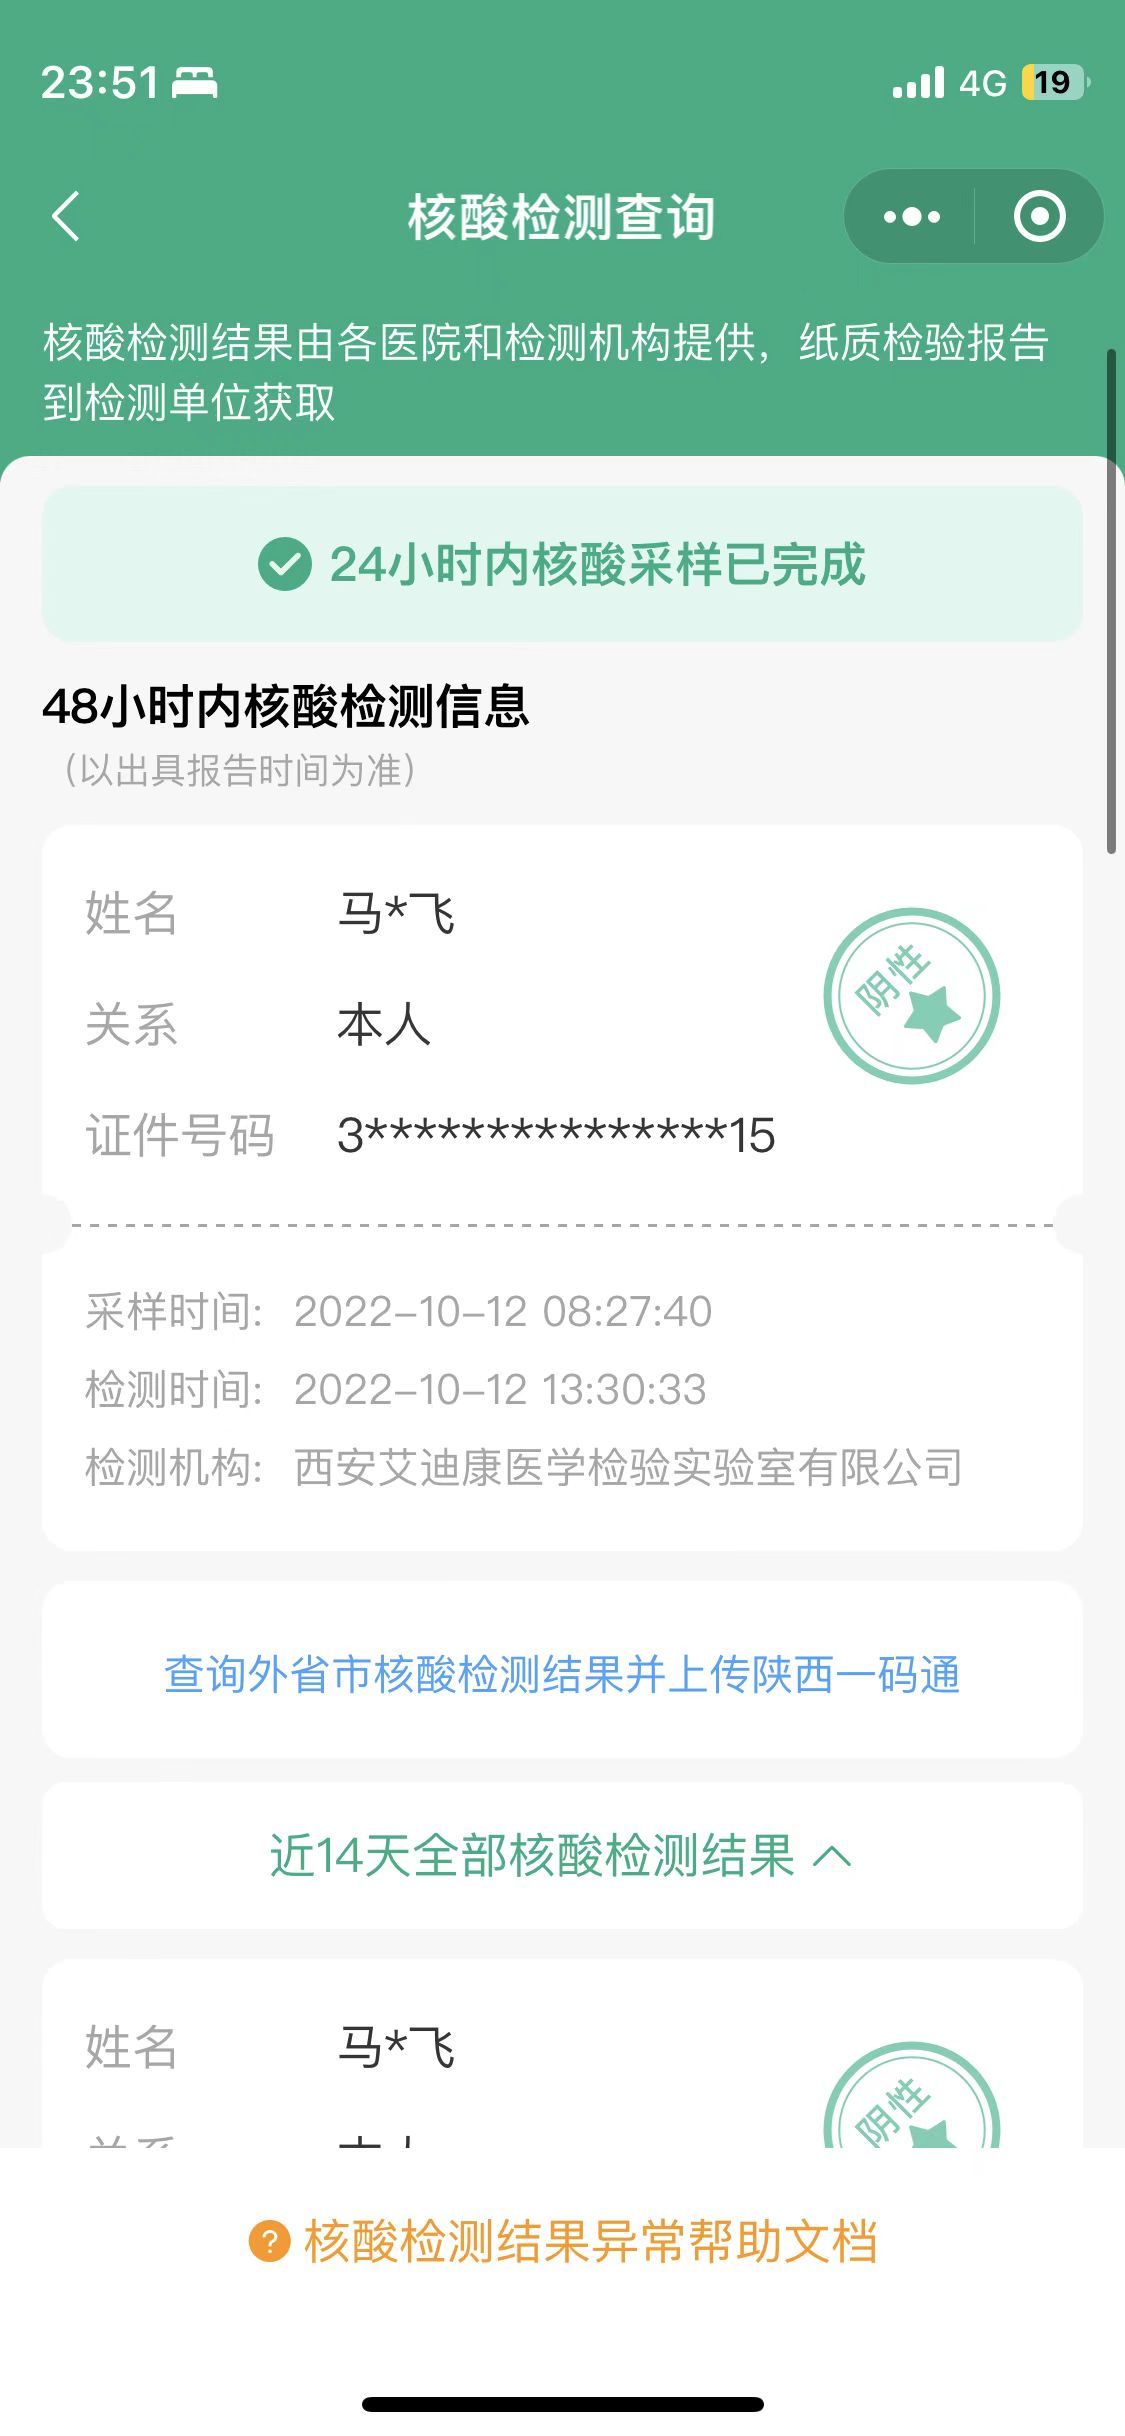 23:51
4G 19
核酸检测查询
核酸检测结果由各医院和检测机构提供，纸质检验报告
到检测单位获取
24小时内核酸采样已完成
48小时内核酸检测信息
（以出具报告时间为准）
姓名 马*飞
阴性
关系 本人
证件号码 3***************15
采样时间: 2022-10-12 08:27:40
检测时间: 2022-10-12 13:30:33
检测机构: 西安艾迪康医学检验实验室有限公司
查询外省市核酸检测结果并上传陕西一码通
近14天全部核酸检测结果
姓名 马*飞
阴性
核酸检测结果异常帮助文档